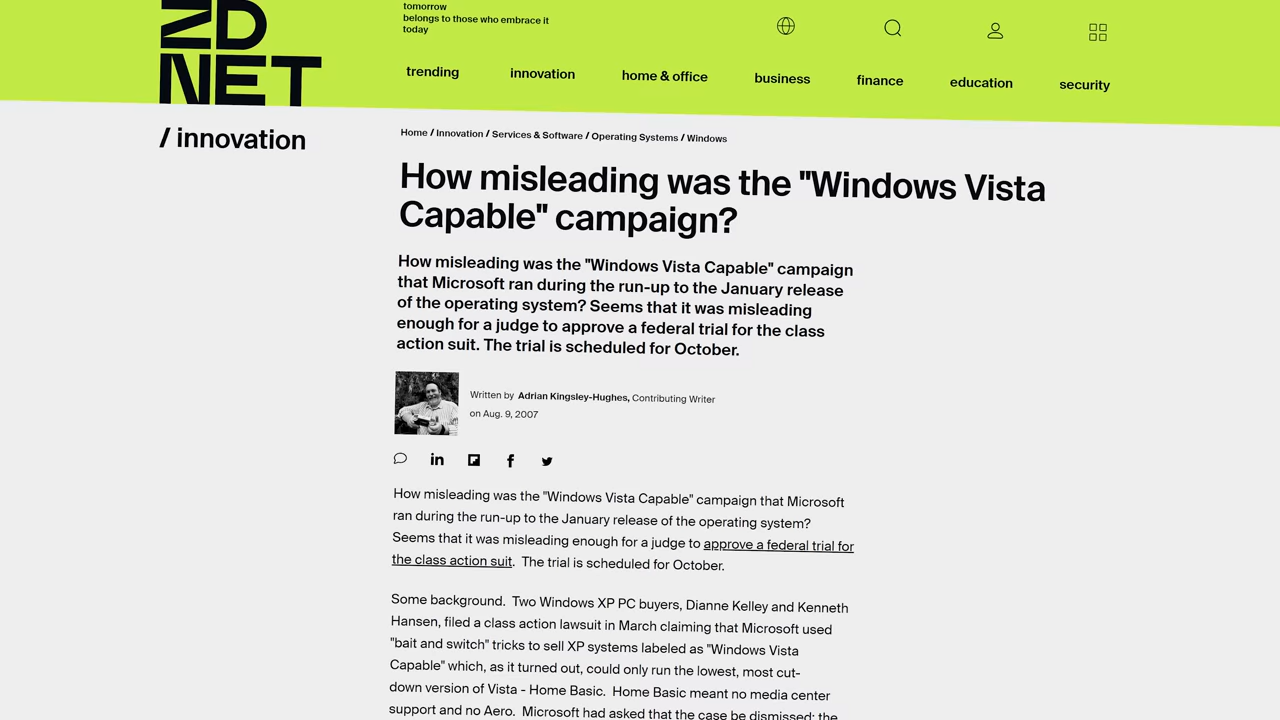 ZD
NET
tomorrow
belongs to those who embrace it
today
trending innovation home & office business finance education security
/ innovation
Home / Innovation / Services & Software / Operating Systems / Windows
How misleading was the "Windows Vista
Capable" campaign?
How misleading was the "Windows Vista Capable" campaign
that Microsoft ran during the run-up to the January release
of the operating system? Seems that it was misleading
enough for a judge to approve a federal trial for the class
action suit. The trial is scheduled for October.
Written by Adrian Kingsley-Hughes, Contributing Writer
on Aug. 9, 2007
in
f
How misleading was the "Windows Vista Capable" campaign that Microsoft
ran during the run-up to the January release of the operating system?
Seems that it was misleading enough for a judge to approve a federal trial for
the class action suit. The trial is scheduled for October.
Some background. Two Windows XP PC buyers, Dianne Kelley and Kenneth
Hansen, filed a class action lawsuit in March claiming that Microsoft used
"bait and switch" tricks to sell XP systems labeled as "Windows Vista
Capable" which, as it turned out, could only run the lowest, most cut-
down version of Vista - Home Basic. Home Basic meant no media center
support and no Aero. Microsoft had asked that the case be dismissed; the